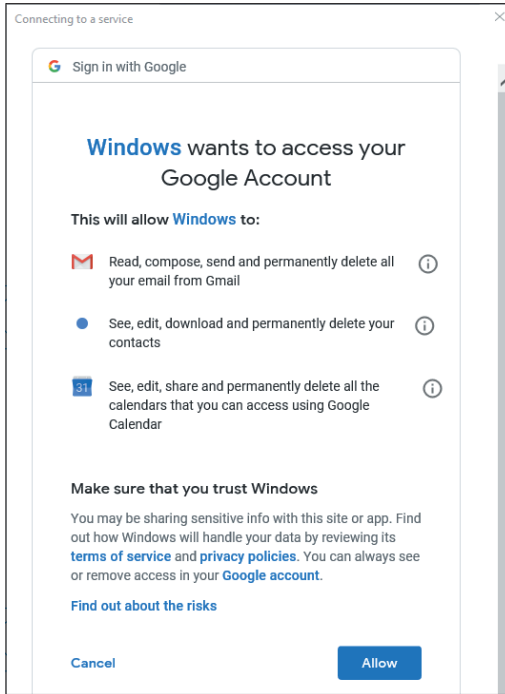 Connecting to a service
Sign in with Google
Windows wants to access your
Google Account
This will allow Windows to:
Read, compose, send and permanently delete all
your email from Gmail
See, edit, download and permanently delete your
contacts
31
See, edit, share and permanently delete all the
calendars that you can access using Google
Calendar
Make sure that you trust Windows
You may be sharing sensitive info with this site or app. Find
out how Windows will handle your data by reviewing its
terms of service and privacy policies. You can always see
or remove access in your Google account.
Find out about the risks
Cancel
Allow